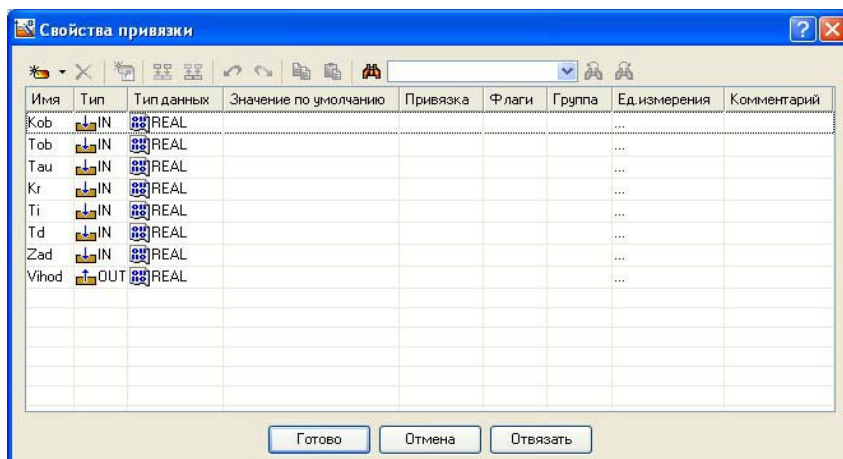 Свойства привязки
Имя Тип Тип данных Значение по умолчанию Привязка Флаги Группа Ед.измерения Комментарий
Kob IN REAL ...
Tob IN REAL ...
Tau IN REAL ...
Kr IN REAL ...
Ti IN REAL ...
Td IN REAL ...
Zad IN REAL ...
Vihod OUT REAL ...
Готово Отмена Отвязать